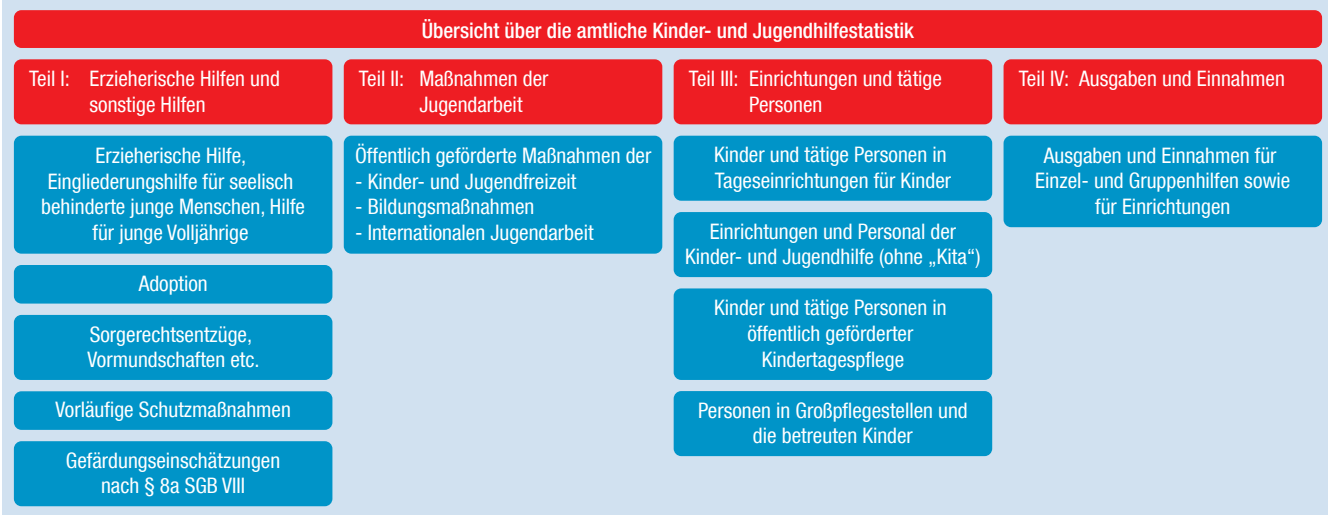 Übersicht über die amtliche Kinder- und Jugendhilfestatistik
Teil I: Erzieherische Hilfen und
sonstige Hilfen
Erzieherische Hilfe,
Eingliederungshilfe für seelisch
behinderte junge Menschen, Hilfe
für junge Volljährige
Adoption
Sorgerechtsentzüge,
Vormundschaften etc.
Vorläufige Schutzmaßnahmen
Gefärdungseinschätzungen
nach § 8a SGB VIII
Teil II: Maßnahmen der
Jugendarbeit
Öffentlich geförderte Maßnahmen der
- Kinder- und Jugendfreizeit
- Bildungsmaßnahmen
- Internationalen Jugendarbeit
Teil III: Einrichtungen und tätige
Personen
Kinder und tätige Personen in
Tageseinrichtungen für Kinder
Einrichtungen und Personal der
Kinder- und Jugendhilfe (ohne „Kita“)
Kinder und tätige Personen in
öffentlich geförderter
Kindertagespflege
Personen in Großpflegestellen und
die betreuten Kinder
Teil IV: Ausgaben und Einnahmen
Ausgaben und Einnahmen für
Einzel- und Gruppenhilfen sowie
für Einrichtungen